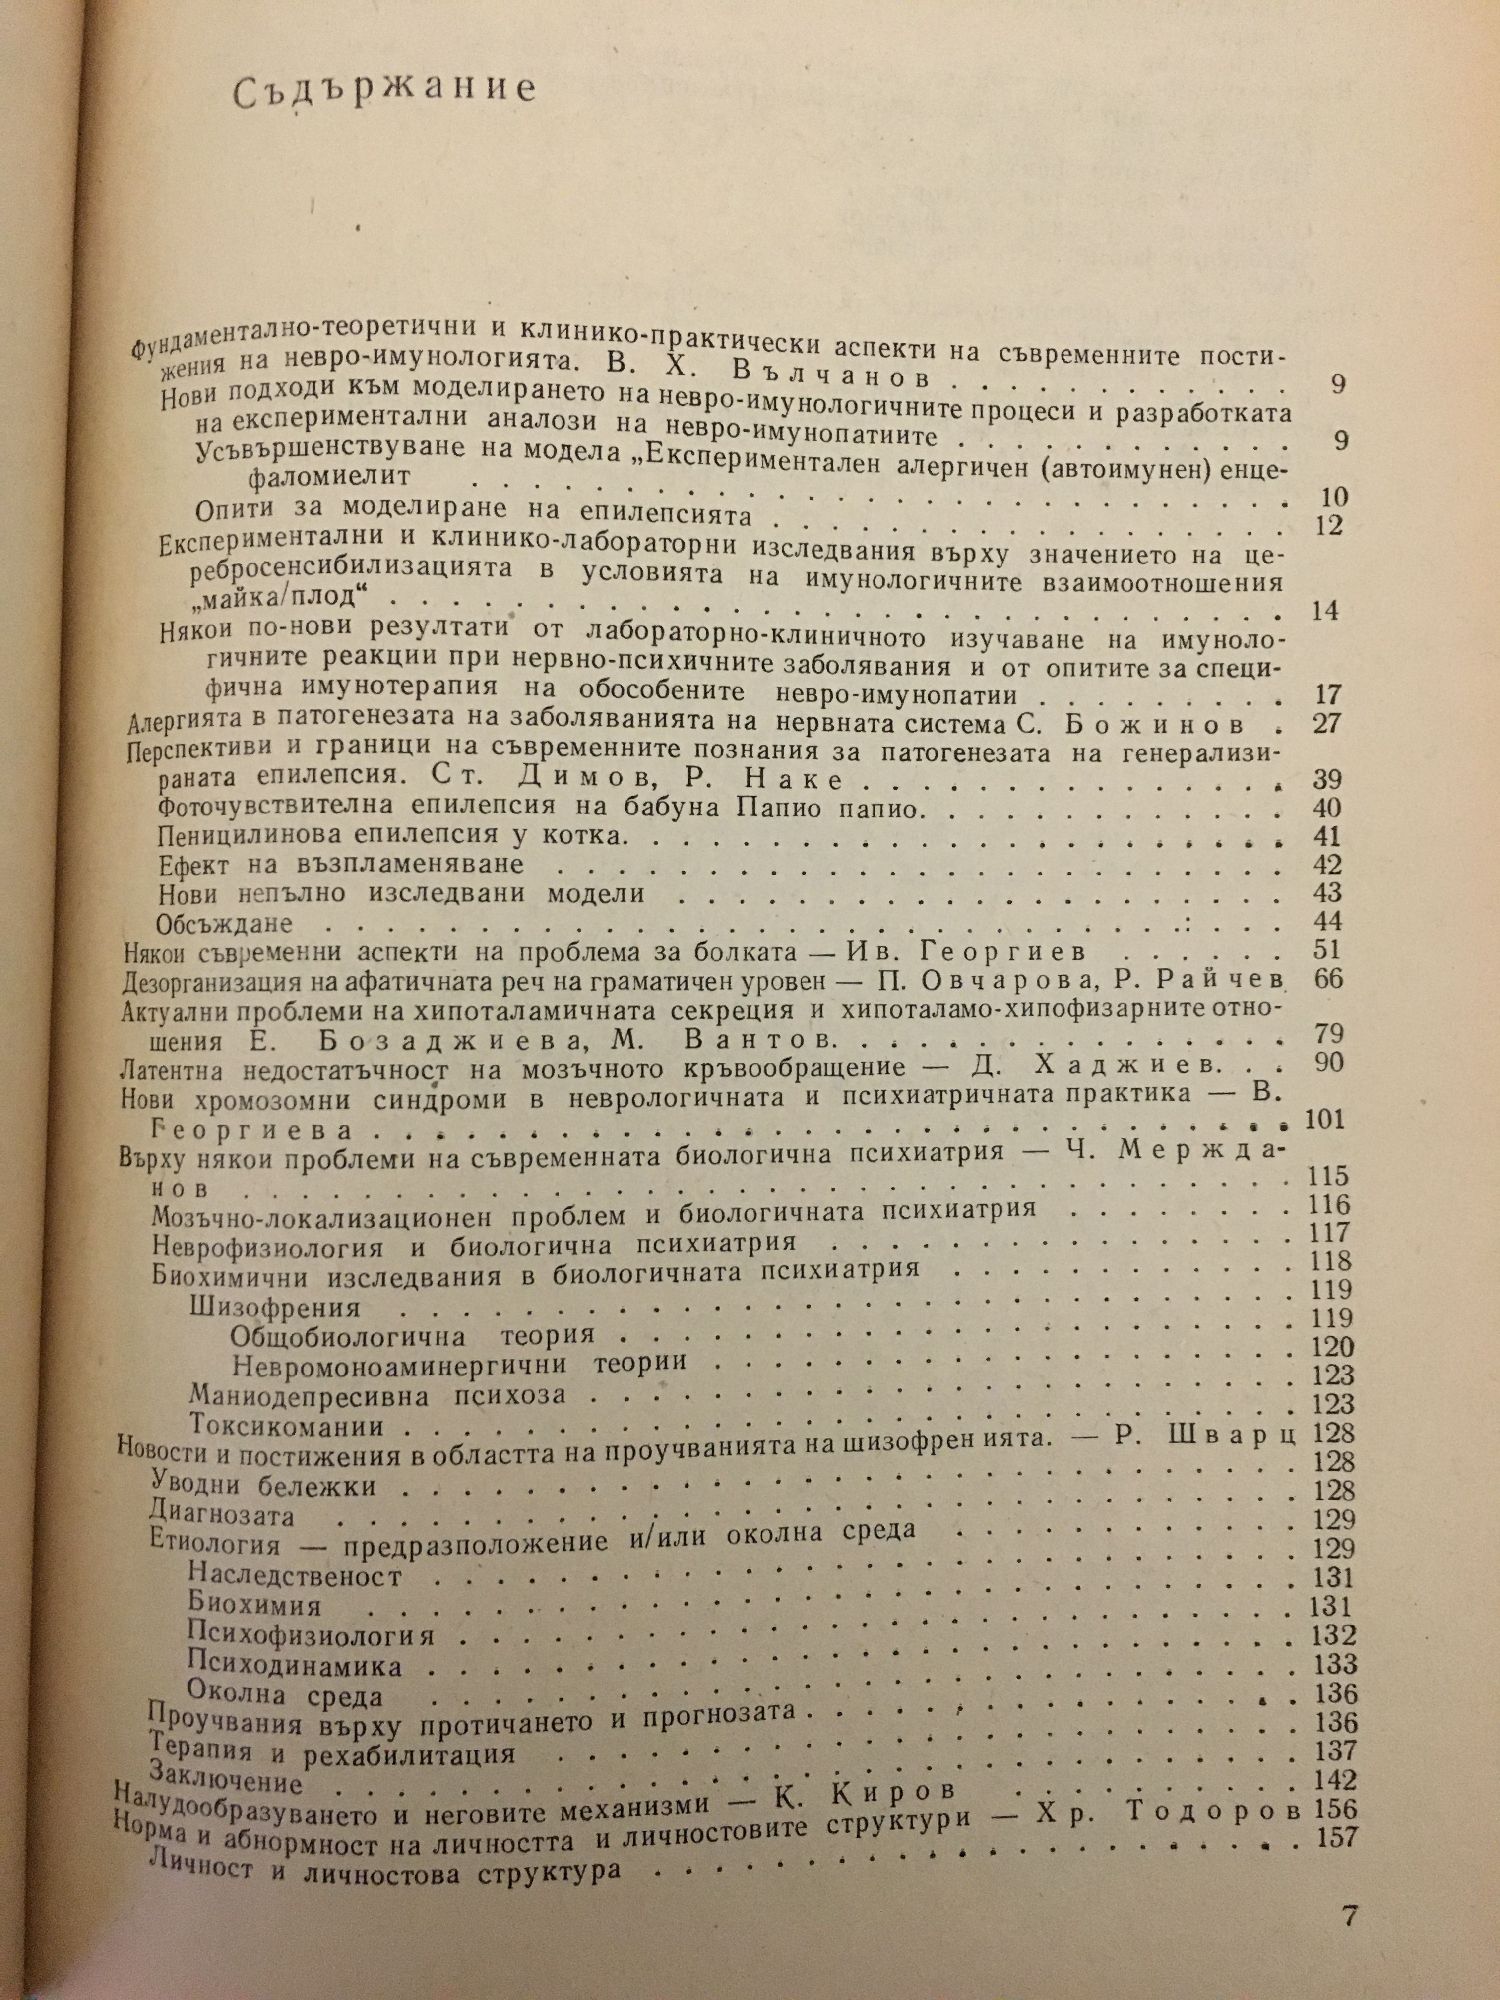 Съдържание
Фундаментално-теоретични и клинико-практически аспекти на съвременните пости-
жения на невро-имунологията. В. Х. Вълчанов . . . . . . . . . . . . 9
Нови подходи към моделирането на невро-имунологичните процеси и разработката
на експериментални аналози на невро-имунопатиите . . . . . . . . . . . 9
Усъвършенствуване на модела „Експериментален алергичен (автоимунен) енце-
фаломиелит . . . . . . . . . . . . . . . . . . . . . 10
Опити за моделиране на епилепсията . . . . . . . . . . . . . . . . 12
Експериментални и клинико-лабораторни изследвания върху значението на це-
ребросенсибилизацията в условията на имунологичните взаимоотношения
„майка/плод“ . . . . . . . . . . . . . . . . . . . . . . . 14
Някои по-нови резултати от лабораторно-клиничното изучаване на имуноло-
гичните реакции при нервно-психичните заболявания и от опитите за специ-
фична имунотерапия на обособените невро-имунопатии . . . . . . . . 17
Алергията в патогенезата на заболяванията на нервната система С. Божинов . 27
Перспективи и граници на съвременните познания за патогенезата на генерализи-
раната епилепсия. Ст. Димов, Р. Наке . . . . . . . . . . . . . . 39
Фоточувствителна епилепсия на бабуна Папио папио. . . . . . . . . . . . 40
Пеницилинова епилепсия у котка. . . . . . . . . . . . . . . . . . . . . 41
Ефект на възпламеняване . . . . . . . . . . . . . . . . . . . 42
Нови непълно изследвани модели . . . . . . . . . . . . . . . . 43
Обсъждане . . . . . . . . . . . . . . . . . . . . . . . . . 44
Някои съвременни аспекти на проблема за болката — Ив. Георгиев . . . . . . 51
Дезорганизация на афатичната реч на граматичен уровен — П. Овчарова, Р. Райчев 66
Актуални проблеми на хипоталамичната секреция и хипоталамо-хипофизарните отно-
шения Е. Бозаджиева, М. Вантов. . . . . . . . . . . . . . . . 79
Латентна недостатъчност на мозъчното кръвообращение — Д. Хаджиев. . . 90
Нови хромозомни синдроми в неврологичната и психиатричната практика — В.
Георгиева . . . . . . . . . . . . . . . . . . . . . . . . 101
Върху някои проблеми на съвременната биологична психиатрия — Ч. Мержда-
нов . . . . . . . . . . . . . . . . . . . . . . . . . . . . 115
Мозъчно-локализационен проблем и биологичната психиатрия . . . . . . . . 116
Неврофизиология и биологична психиатрия . . . . . . . . . . . . . . . 117
Биохимични изследвания в биологичната психиатрия . . . . . . . . . . . 118
Шизофрения . . . . . . . . . . . . . . . . . . . . . . . . 119
Общобиологична теория . . . . . . . . . . . . . . . . . . 119
Невромоноаминергични теории . . . . . . . . . . . . . . . 120
Маниодепресивна психоза . . . . . . . . . . . . . . . . . . . 123
Токсикомании . . . . . . . . . . . . . . . . . . . . . . . 123
Новости и постижения в областта на проучванията на шизофренията. — Р. Шварц 128
Уводни бележки . . . . . . . . . . . . . . . . . . . . . . . 128
Диагнозата . . . . . . . . . . . . . . . . . . . . . . . . . 128
Етиология — предразположение и/или околна среда . . . . . . . . . . . 129
Наследственост . . . . . . . . . . . . . . . . . . . . . . 129
Биохимия . . . . . . . . . . . . . . . . . . . . . . . . 131
Психофизиология . . . . . . . . . . . . . . . . . . . . . 131
Психодинамика . . . . . . . . . . . . . . . . . . . . . . 132
Околна среда . . . . . . . . . . . . . . . . . . . . . . 133
Проучвания върху протичането и прогнозата . . . . . . . . . . . . . 136
Терапия и рехабилитация . . . . . . . . . . . . . . . . . . . 136
Заключение . . . . . . . . . . . . . . . . . . . . . . . . 137
Налудообразуването и неговите механизми — К. Киров . . . . . . . . . 142
Норма и абнормност на личността и личностовите структури — Хр. Тодоров 156
Личност и личностова структура . . . . . . . . . . . . . . . . 157
7